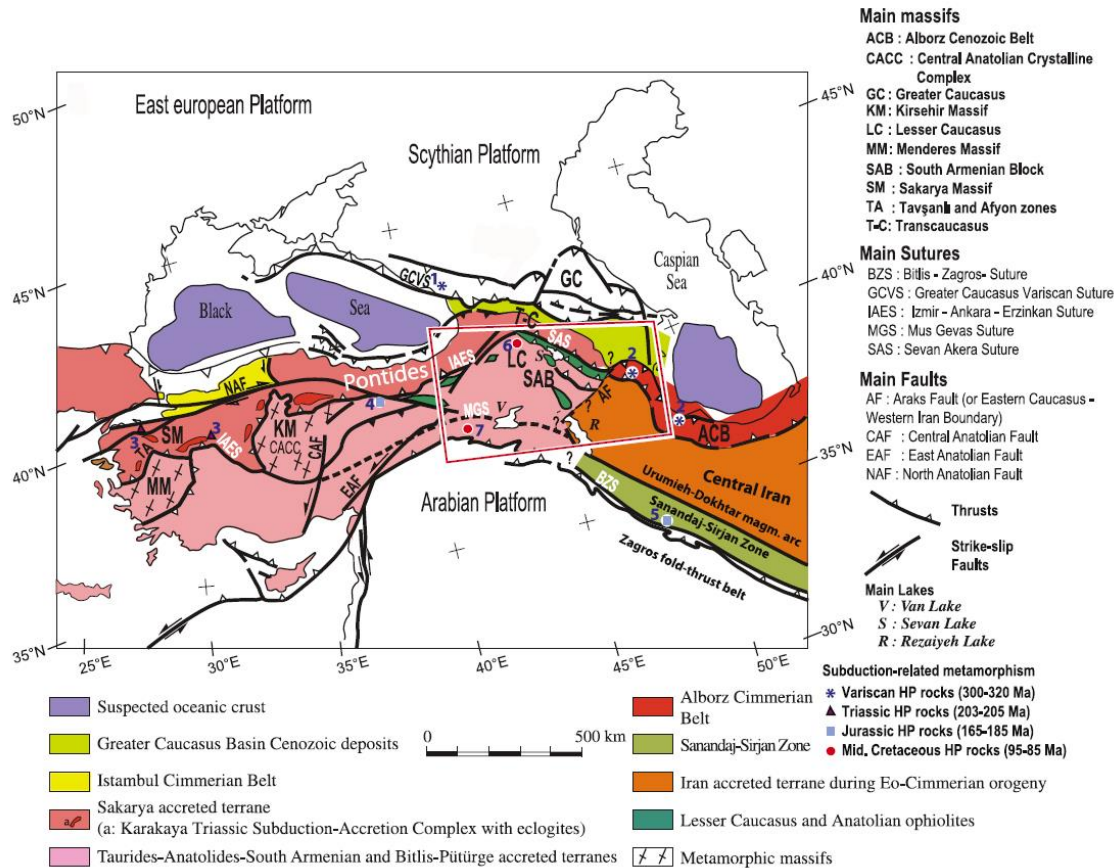 East european Platform
Scythian Platform
50°N
45°N
45°N
40°N
40°N
35°N
35°N
30°N
25°E
30°E
35°E
40°E
45°E
50°E
Black
Sea
Caspian
Sea
GCVS
1
*
GC
T-C
IAES
SAS
6
LC
S
SAB
?
2
*
AF
?
2
*
Pontides
NAF
4
MGS
V
7
R
?
?
ACB
3
SM
3
IAES
TA
KM
CACC
CAF
MM
EAF
Arabian Platform
BZS
Central Iran
Urumieh-Dokhtar magm. arc
Sanandaj-Sirjan Zone
5
Zagros fold-thrust belt
Main massifs
ACB : Alborz Cenozoic Belt
CACC : Central Anatolian Crystalline
Complex
GC : Greater Caucasus
KM : Kirsehir Massif
LC : Lesser Caucasus
MM : Menderes Massif
SAB : South Armenian Block
SM : Sakarya Massif
TA : Tavşanlı and Afyon zones
T-C : Transcaucasus
Main Sutures
BZS : Bitlis - Zagros- Suture
GCVS : Greater Caucasus Variscan Suture
IAES : Izmir - Ankara - Erzinkan Suture
MGS : Mus Gevas Suture
SAS : Sevan Akera Suture
Main Faults
AF : Araks Fault (or Eastern Caucasus -
Western Iran Boundary)
CAF : Central Anatolian Fault
EAF : East Anatolian Fault
NAF : North Anatolian Fault
Thrusts
Strike-slip
Faults
Main Lakes
V : Van Lake
S : Sevan Lake
R : Rezaiyeh Lake
Subduction-related metamorphism
* Variscan HP rocks (300-320 Ma)
Triassic HP rocks (203-205 Ma)
Jurassic HP rocks (165-185 Ma)
Mid. Cretaceous HP rocks (95-85 Ma)
Suspected oceanic crust
Greater Caucasus Basin Cenozoic deposits
Istambul Cimmerian Belt
Sakarya accreted terrane
(a: Karakaya Triassic Subduction-Accretion Complex with eclogites)
a
Taurides-Anatolides-South Armenian and Bitlis-Pütürge accreted terranes
0
500 km
Alborz Cimmerian
Belt
Sanandaj-Sirjan Zone
Iran accreted terrane during Eo-Cimmerian orogeny
Lesser Caucasus and Anatolian ophiolites
Metamorphic massifs